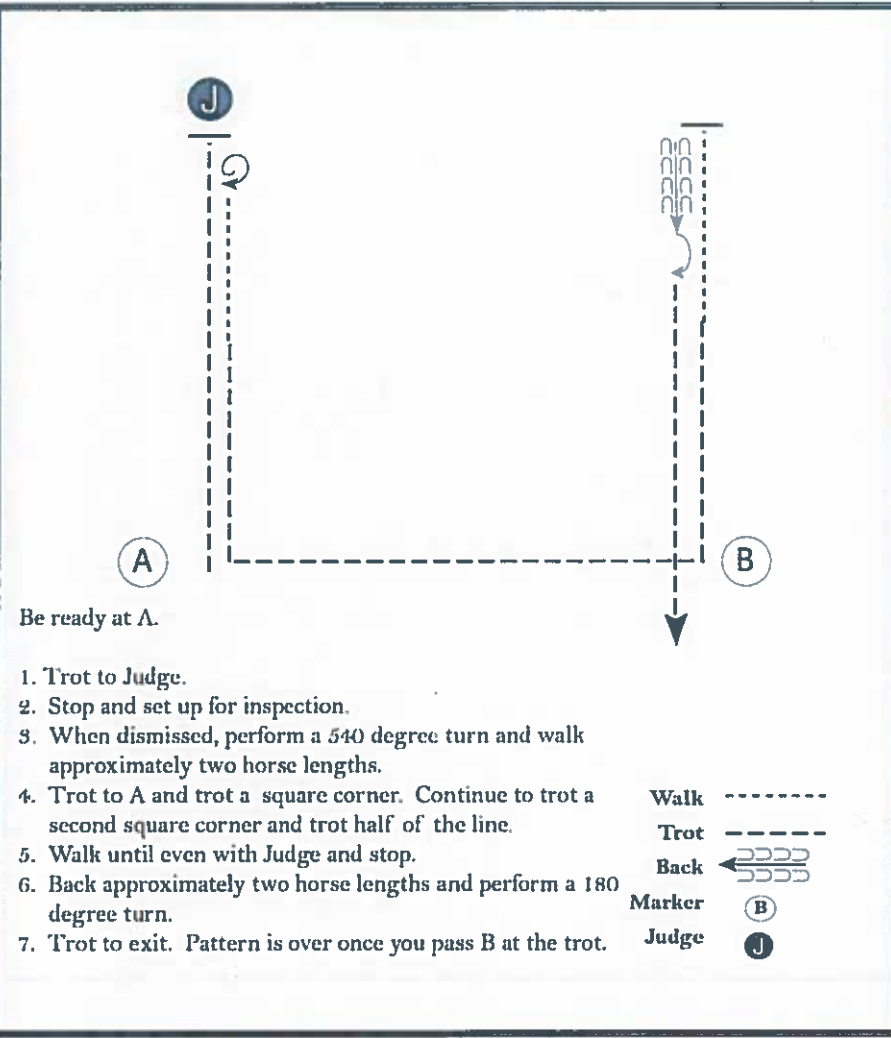 J
A
B
Be ready at A.
1. Trot to Judge.
2. Stop and set up for inspection.
3. When dismissed, perform a 540 degree turn and walk
approximately two horse lengths.
4. Trot to A and trot a square corner. Continue to trot a
second square corner and trot half of the line.
5. Walk until even with Judge and stop.
6. Back approximately two horse lengths and perform a 180
degree turn.
7. Trot to exit. Pattern is over once you pass B at the trot.
Walk
Trot
Back
Marker B
Judge J